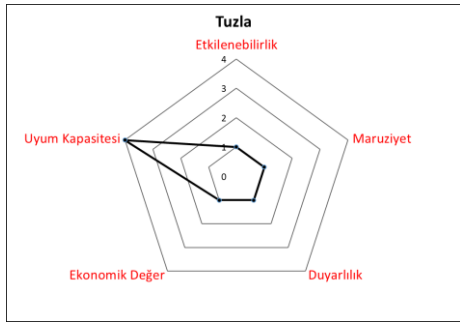 Tuzla
Etkilenebilirlik
4
3
2
1
0
Uyum Kapasitesi
Maruziyet
Ekonomik Değer
Duyarlılık